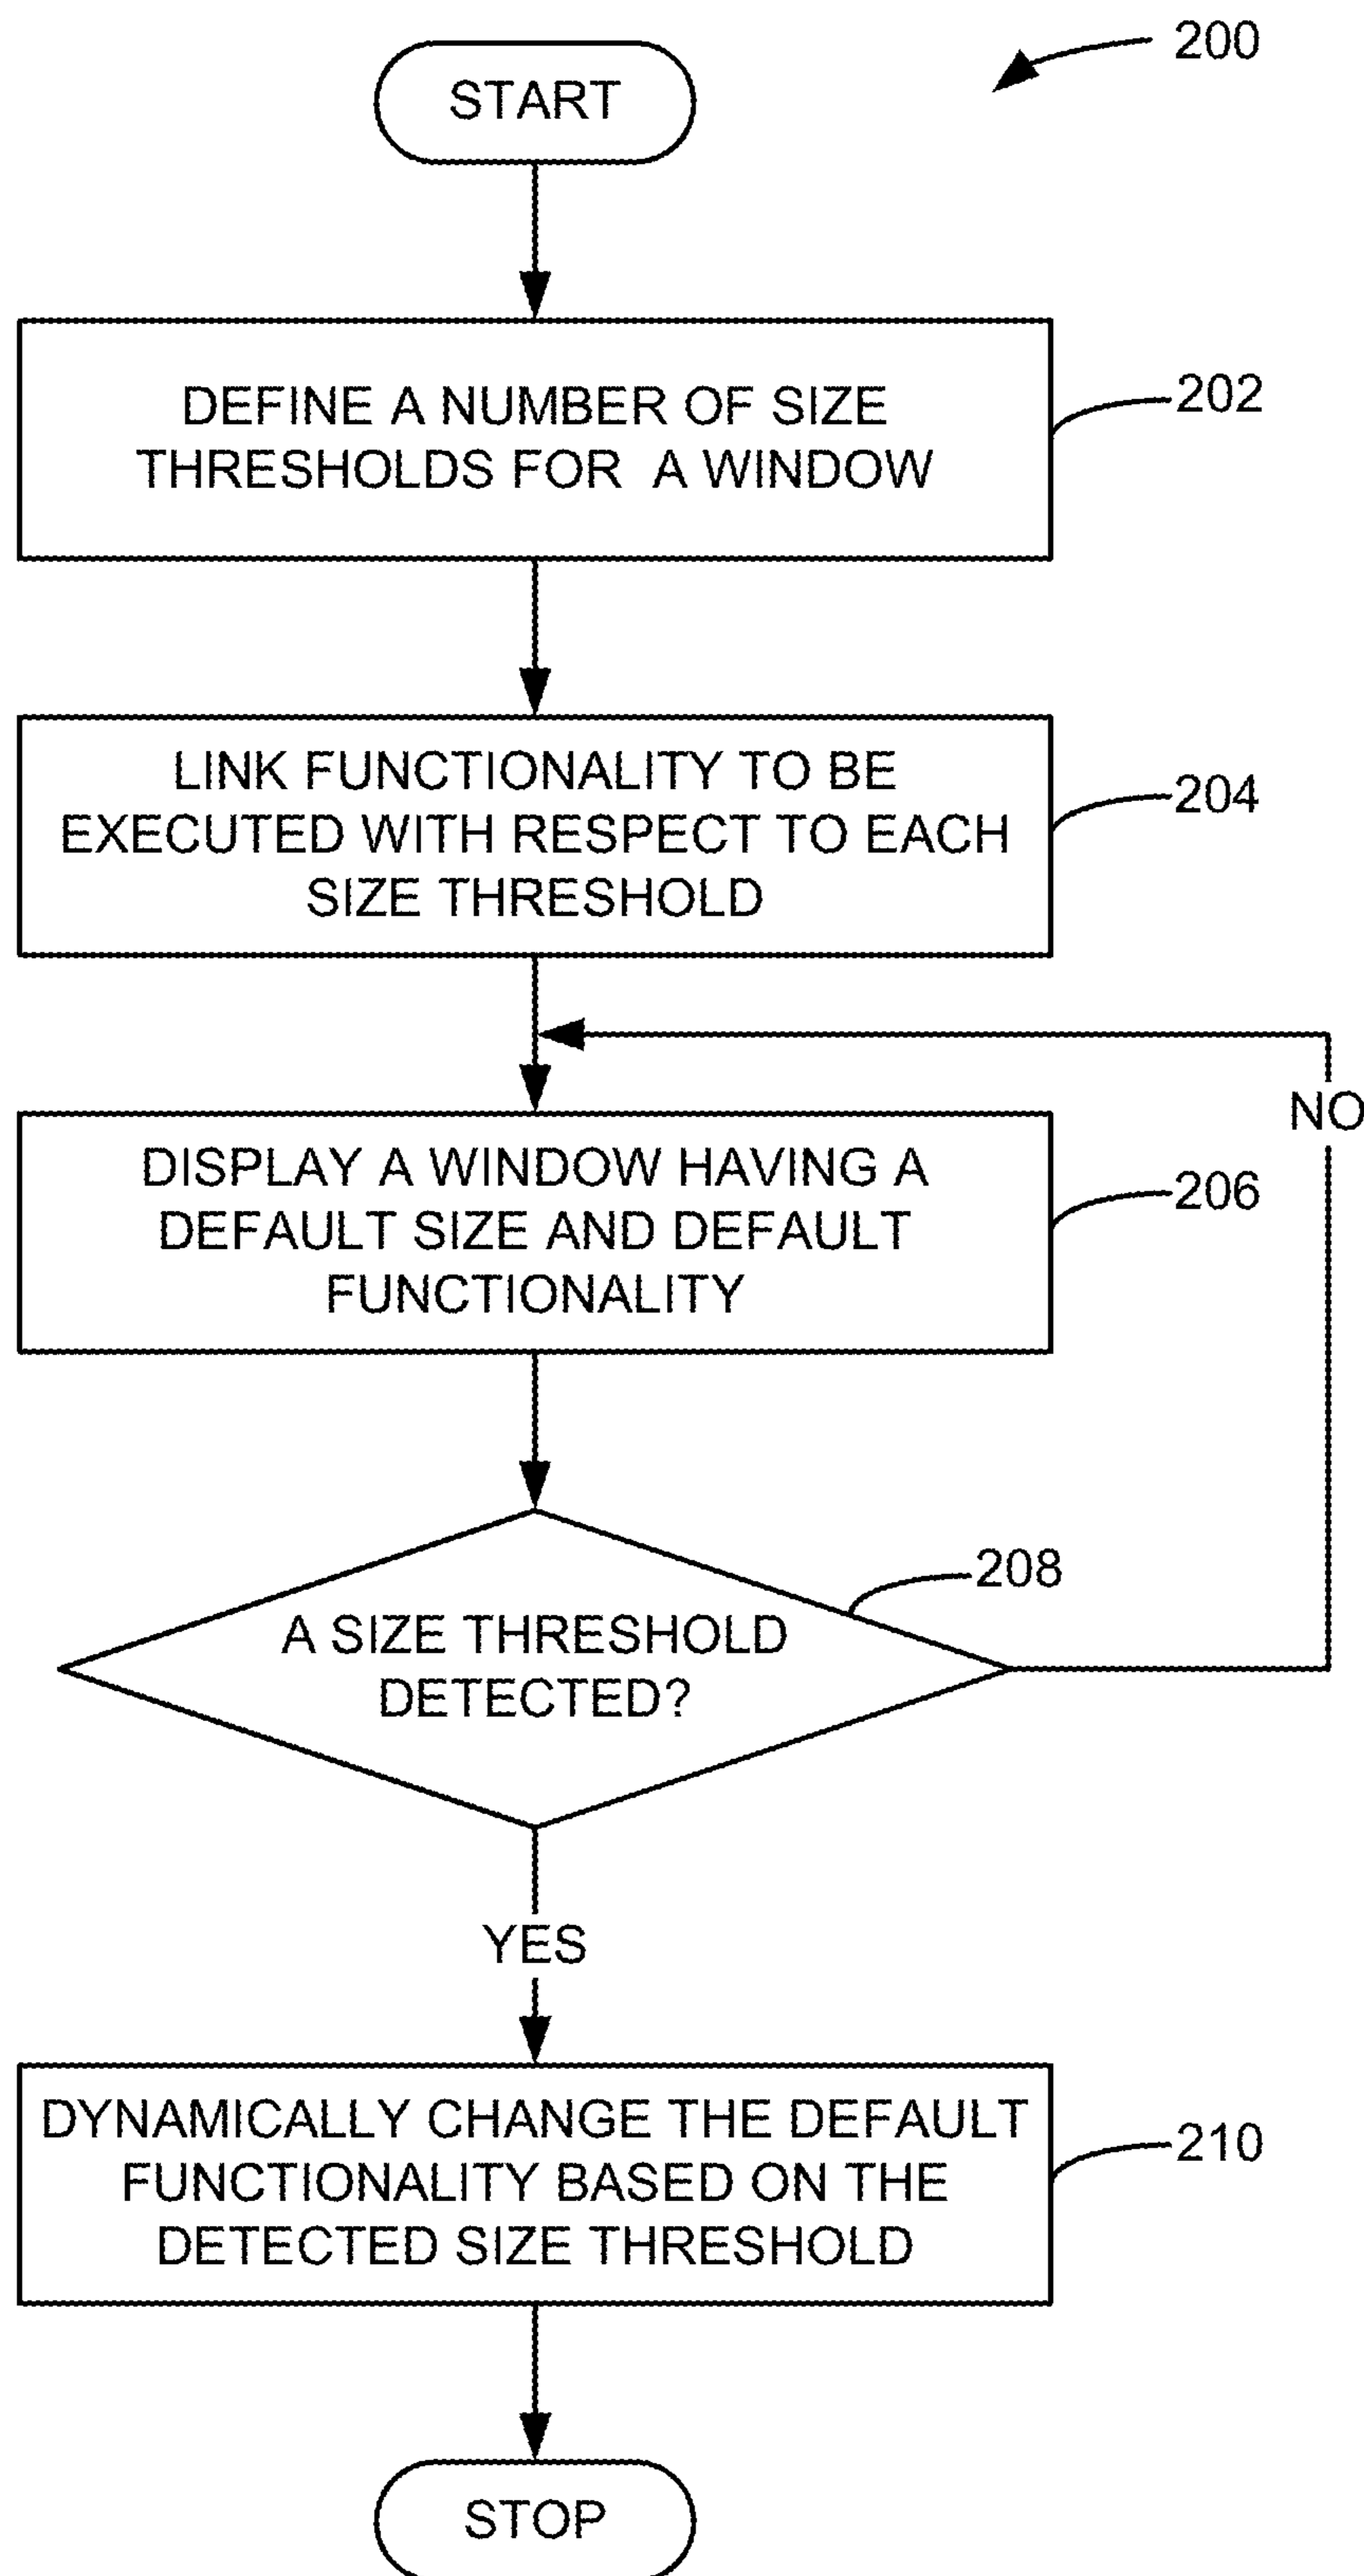 200
START
DEFINE A NUMBER OF SIZE
THRESHOLDS FOR A WINDOW
202
LINK FUNCTIONALITY TO BE
EXECUTED WITH RESPECT TO EACH
SIZE THRESHOLD
204
NO
DISPLAY A WINDOW HAVING A
DEFAULT SIZE AND DEFAULT
FUNCTIONALITY
206
A SIZE THRESHOLD
DETECTED?
208
YES
DYNAMICALLY CHANGE THE DEFAULT
FUNCTIONALITY BASED ON THE
DETECTED SIZE THRESHOLD
210
STOP